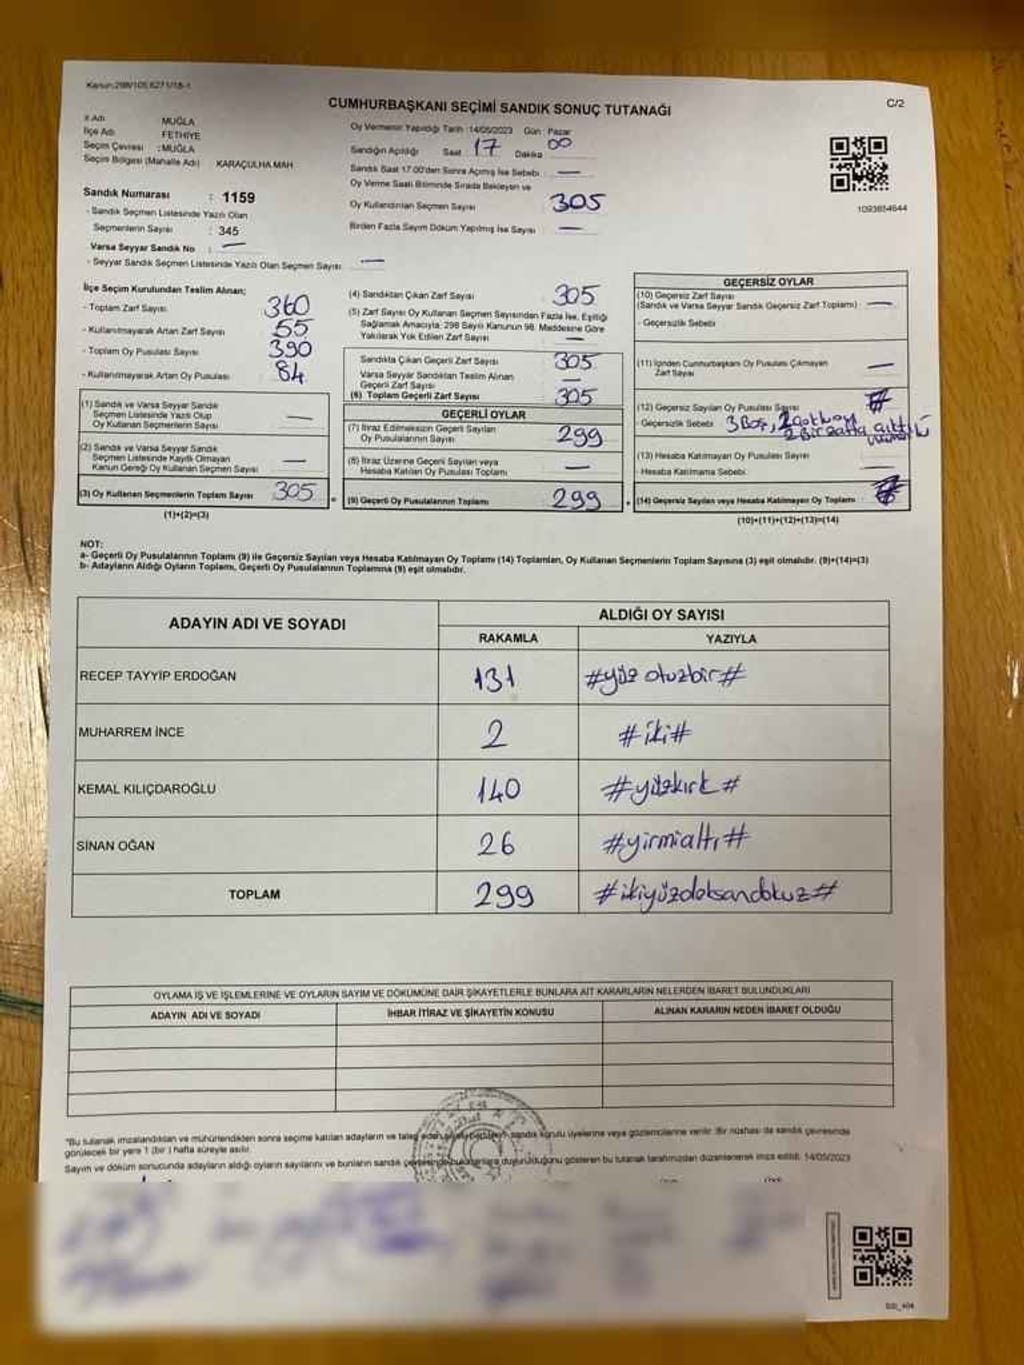 Kanun:298/105,6271/18-1
C/2
CUMHURBAŞKANI SEÇİMİ SANDIK SONUÇ TUTANAĞI
İl Adı MUĞLA
İlçe Adı FETHİYE
Seçim Çevresi :MUĞLA
Seçim Bölgesi (Mahalle Adı) KARAÇULHA MAH
Sandık Numarası : 1159
- Sandık Seçmen Listesinde Yazılı Olan
Seçmenlerin Sayısı : 345
Varsa Seyyar Sandık No : —
- Seyyar Sandık Seçmen Listesinde Yazılı Olan Seçmen Sayısı —
Oy Vermenin Yapıldığı Tarih :14/05/2023 Gün : Pazar
Sandığın Açıldığı Saat 17 Dakika 00
Sandık Saat 17.00'den Sonra Açılmış İse Sebebi : —
Oy Verme Saati Bitiminde Sırada Bekleyen ve
Oy Kullandırılan Seçmen Sayısı 305
Birden Fazla Sayım Döküm Yapılmış İse Sayısı —
1093654644
İlçe Seçim Kurulundan Teslim Alınan;
- Toplam Zarf Sayısı 360
- Kullanılmayarak Artan Zarf Sayısı 55
- Toplam Oy Pusulası Sayısı 390
- Kullanılmayarak Artan Oy Pusulası 84
(1) Sandık ve Varsa Seyyar Sandık
Seçmen Listesinde Yazılı Olup
Oy Kullanan Seçmenlerin Sayısı —
(2) Sandık ve Varsa Seyyar Sandık
Seçmen Listesinde Kayıtlı Olmayan
Kanun Gereği Oy Kullanan Seçmen Sayısı —
(3) Oy Kullanan Seçmenlerin Toplam Sayısı 305
(1)+(2)=(3)
(4) Sandıktan Çıkan Zarf Sayısı 305
(5) Zarf Sayısı Oy Kullanan Seçmen Sayısından Fazla İse, Eşitliği
Sağlamak Amacıyla; 298 Sayılı Kanunun 98. Maddesine Göre
Yakılarak Yok Edilen Zarf Sayısı —
Sandıkta Çıkan Geçerli Zarf Sayısı 305
Varsa Seyyar Sandıktan Teslim Alınan
Geçerli Zarf Sayısı —
(6) Toplam Geçerli Zarf Sayısı 305
GEÇERLİ OYLAR
(7) İtiraz Edilmeksizin Geçerli Sayılan
Oy Pusulalarının Sayısı 299
(8) İtiraz Üzerine Geçerli Sayılan veya
Hesaba Katılan Oy Pusulası Toplamı —
(9) Geçerli Oy Pusulalarının Toplamı 299
GEÇERSİZ OYLAR
(10) Geçersiz Zarf Sayısı
(Sandık ve Varsa Seyyar Sandık Geçersiz Zarf Toplamı) —
- Geçersizlik Sebebi
(11) İçinden Cumhurbaşkanı Oy Pusulası Çıkmayan
Zarf Sayısı —
(12) Geçersiz Sayılan Oy Pusulası Sayısı
- Geçersizlik Sebebi 3 Boş, 2
(13) Hesaba Katılmayan Oy Pusulası Sayısı —
- Hesaba Katılmama Sebebi
(14) Geçersiz Sayılan veya Hesaba Katılmayan Oy Toplamı
(10)+(11)+(12)+(13)=(14)
NOT:
a- Geçerli Oy Pusulalarının Toplamı (9) ile Geçersiz Sayılan veya Hesaba Katılmayan Oy Toplamı (14) Toplamları, Oy Kullanan Seçmenlerin Toplam Sayısına (3) eşit olmalıdır. (9)+(14)=(3)
b- Adayların Aldığı Oyların Toplamı, Geçerli Oy Pusulalarının Toplamına (9) eşit olmalıdır.
ADAYIN ADI VE SOYADI ALDIĞI OY SAYISI
RAKAMLA YAZIYLA
RECEP TAYYİP ERDOĞAN 131 #yüz otuzbir#
MUHARREM İNCE 2 #iki#
KEMAL KILIÇDAROĞLU 140 #yüzkırk#
SİNAN OĞAN 26 #yirmialtı#
TOPLAM 299 #ikiyüzdoksandokuz#
OYLAMA İŞ VE İŞLEMLERİNE VE OYLARIN SAYIM VE DÖKÜMÜNE DAİR ŞİKAYETLERLE BUNLARA AİT KARARLARIN NELERDEN İBARET BULUNDUKLARI
ADAYIN ADI VE SOYADI İHBAR İTİRAZ VE ŞİKAYETİN KONUSU ALINAN KARARIN NEDEN İBARET OLDUĞU
"Bu tutanak imzalandıktan ve mühürlendikten sonra seçime katılan adayların ve talep eden sandık kurulu üyelerine veya gözlemcilerine verilir. Bir nüshası da sandık çevresinde
görülecek bir yere 1 (bir) hafta süreyle asılır.
Sayım ve döküm sonucunda adayların aldığı oyların sayılarını ve bunların sandık duyurulduğunu gösteren bu tutanak tarafımızdan düzenlenerek imza edildi. 14/05/2023